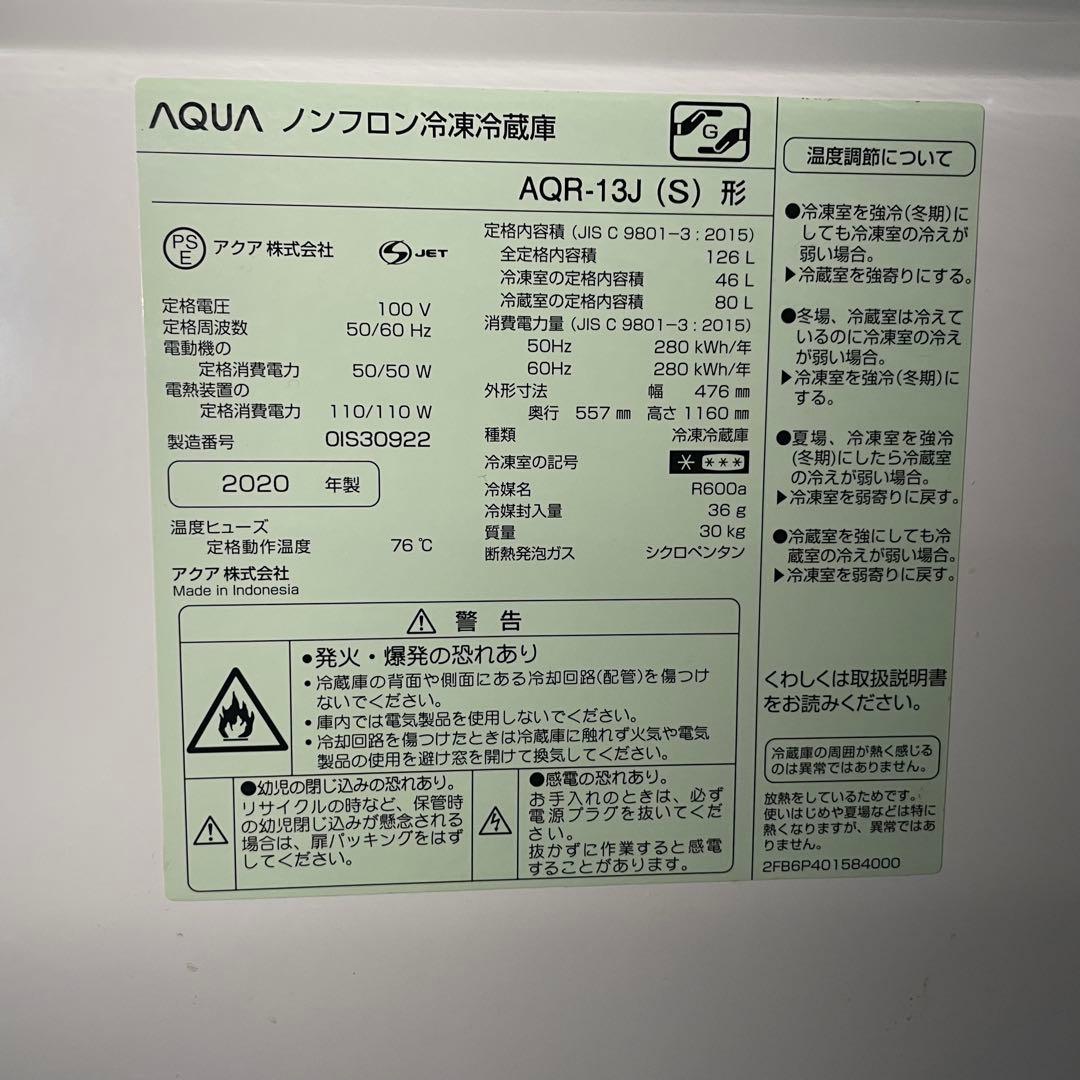 AQUA ノンフロン冷凍冷蔵庫
G
AQR-13J (S) 形
PS
E
アクア 株式会社
S JET
定格電圧 100 V
定格周波数 50/60 Hz
電動機の
定格消費電力 50/50 W
電熱装置の
定格消費電力 110/110 W
製造番号 0IS30922
2020 年製
温度ヒューズ
定格動作温度 76 ℃
アクア 株式会社
Made in Indonesia
定格内容積 (JIS C 9801-3 : 2015)
全定格内容積 126 L
冷凍室の定格内容積 46 L
冷蔵室の定格内容積 80 L
消費電力量 (JIS C 9801-3 : 2015)
50Hz 280 kWh/年
60Hz 280 kWh/年
外形寸法 幅 476 ㎜
奥行 557 ㎜ 高さ 1160 ㎜
種類 冷凍冷蔵庫
冷凍室の記号 * ***
冷媒名 R600a
冷媒封入量 36 g
質量 30 kg
断熱発泡ガス シクロペンタン
⚠ 警告
●発火・爆発の恐れあり
・冷蔵庫の背面や側面にある冷却回路(配管)を傷つけ
ないでください。
・庫内では電気製品を使用しないでください。
・冷却回路を傷つけたときは冷蔵庫に触れず火気や電気
製品の使用を避け窓を開けて換気してください。
●幼児の閉じ込みの恐れあり。
リサイクルの時など、保管時
の幼児閉じ込みが懸念される
場合は、扉パッキングをはず
してください。
●感電の恐れあり。
お手入れのときは、必ず
電源プラグを抜いてくだ
さい。
抜かずに作業すると感電
することがあります。
温度調節について
●冷凍室を強冷(冬期)に
しても冷凍室の冷えが
弱い場合。
▶冷蔵室を強寄りにする。
●冬場、冷蔵室は冷えて
いるのに冷凍室の冷え
が弱い場合。
▶冷凍室を強冷(冬期)に
する。
●夏場、冷凍室を強冷
(冬期)にしたら冷蔵室
の冷えが弱い場合。
▶冷凍室を弱寄りに戻す。
●冷蔵室を強にしても冷
蔵室の冷えが弱い場合。
▶冷凍室を弱寄りに戻す。
くわしくは取扱説明書
をお読みください。
冷蔵庫の周囲が熱く感じる
のは異常ではありません。
放熱をしているためです。
使いはじめや夏場などは特に
熱くなりますが、異常ではあ
りません。
2FB6P401584000